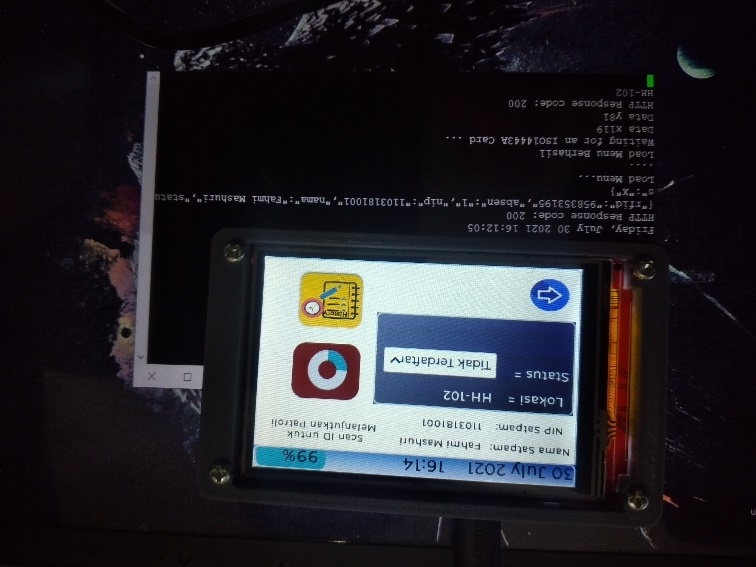 30 July 2021 16:14 99%
Nama Satpam: Fahmi Mashuri
NIP Satpam: 1103181001
Scan ID untuk
Melanjutkan Patroli
Lokasi = HH-102
Status = Tidak Terdaftar
History
Friday, July 30 2021 16:12:05
HTTP Response code: 200
{"rfid":"958353195","absen":"1","nip":"1103181001","nama":"Fahmi Mashuri","statu
s":"x"}
Load Menu...
....
Load Menu Berhasil
Waiting for an ISO14443A Card ...
Data x119
Data y81
HTTP Response code: 200
HH-102